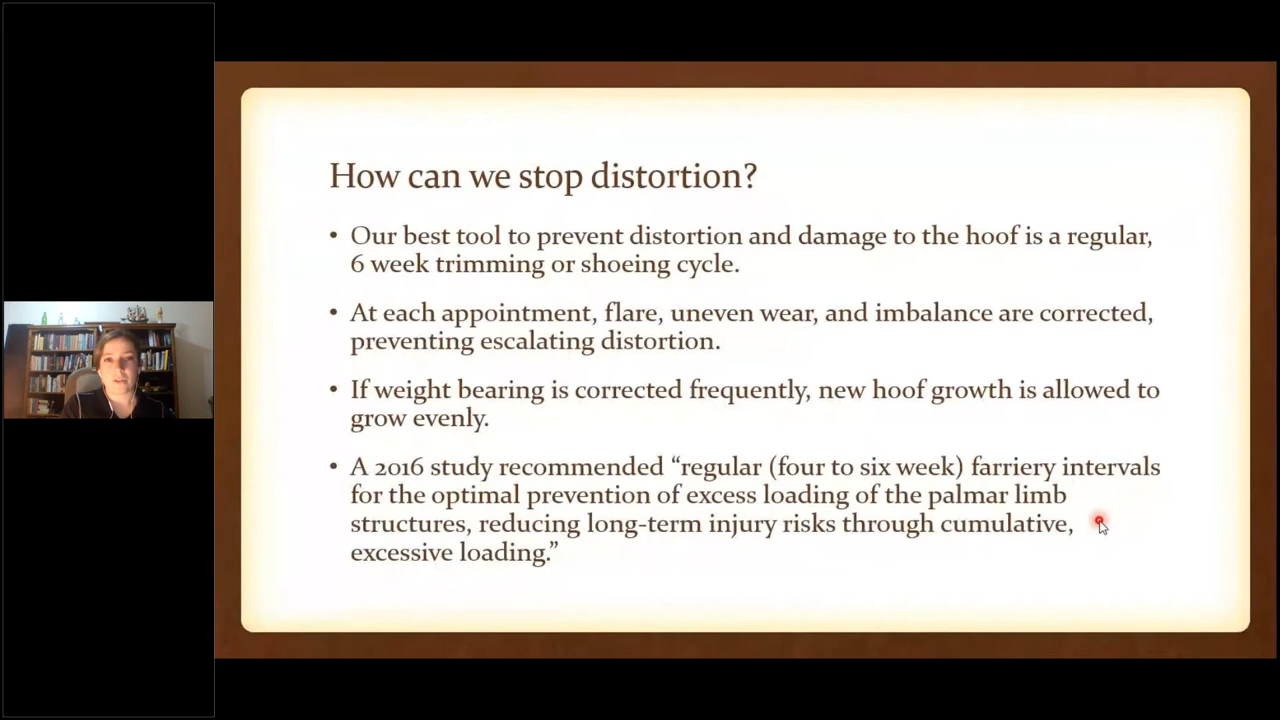 How can we stop distortion?
• Our best tool to prevent distortion and damage to the hoof is a regular,
6 week trimming or shoeing cycle.
• At each appointment, flare, uneven wear, and imbalance are corrected,
preventing escalating distortion.
• If weight bearing is corrected frequently, new hoof growth is allowed to
grow evenly.
• A 2016 study recommended “regular (four to six week) farriery intervals
for the optimal prevention of excess loading of the palmar limb
structures, reducing long-term injury risks through cumulative,
excessive loading.”